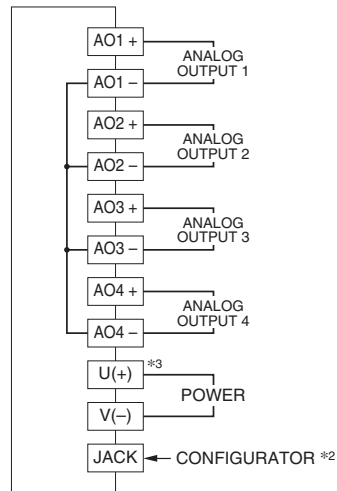 AO1 +
ANALOG
OUTPUT 1
AO1 –
AO2 +
ANALOG
OUTPUT 2
AO2 –
AO3 +
ANALOG
OUTPUT 3
AO3 –
AO4 +
ANALOG
OUTPUT 4
AO4 –
U(+) *3
POWER
V(–)
JACK CONFIGURATOR *2